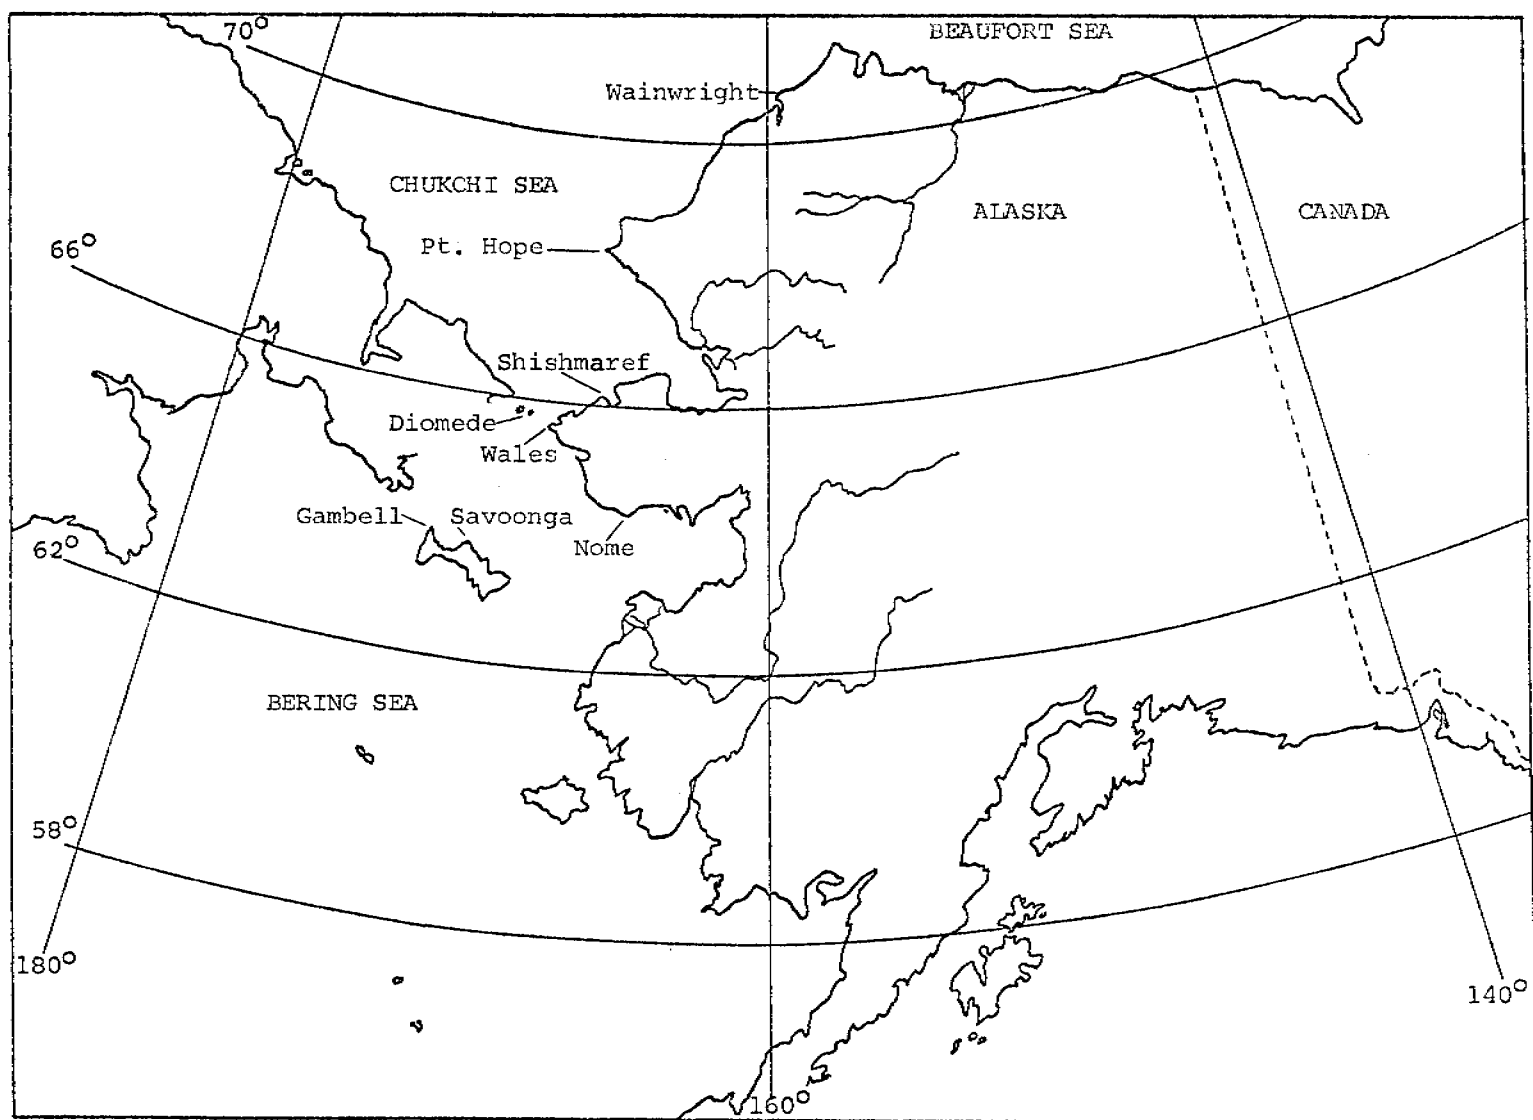 BEAUFORT SEA
70°
Wainwright
CHUKCHI SEA
ALASKA
CANADA
Pt. Hope
66°
Shishmaref
Diomede
Wales
Gambell
Savoonga
Nome
62°
BERING SEA
58°
180°
140°
160°